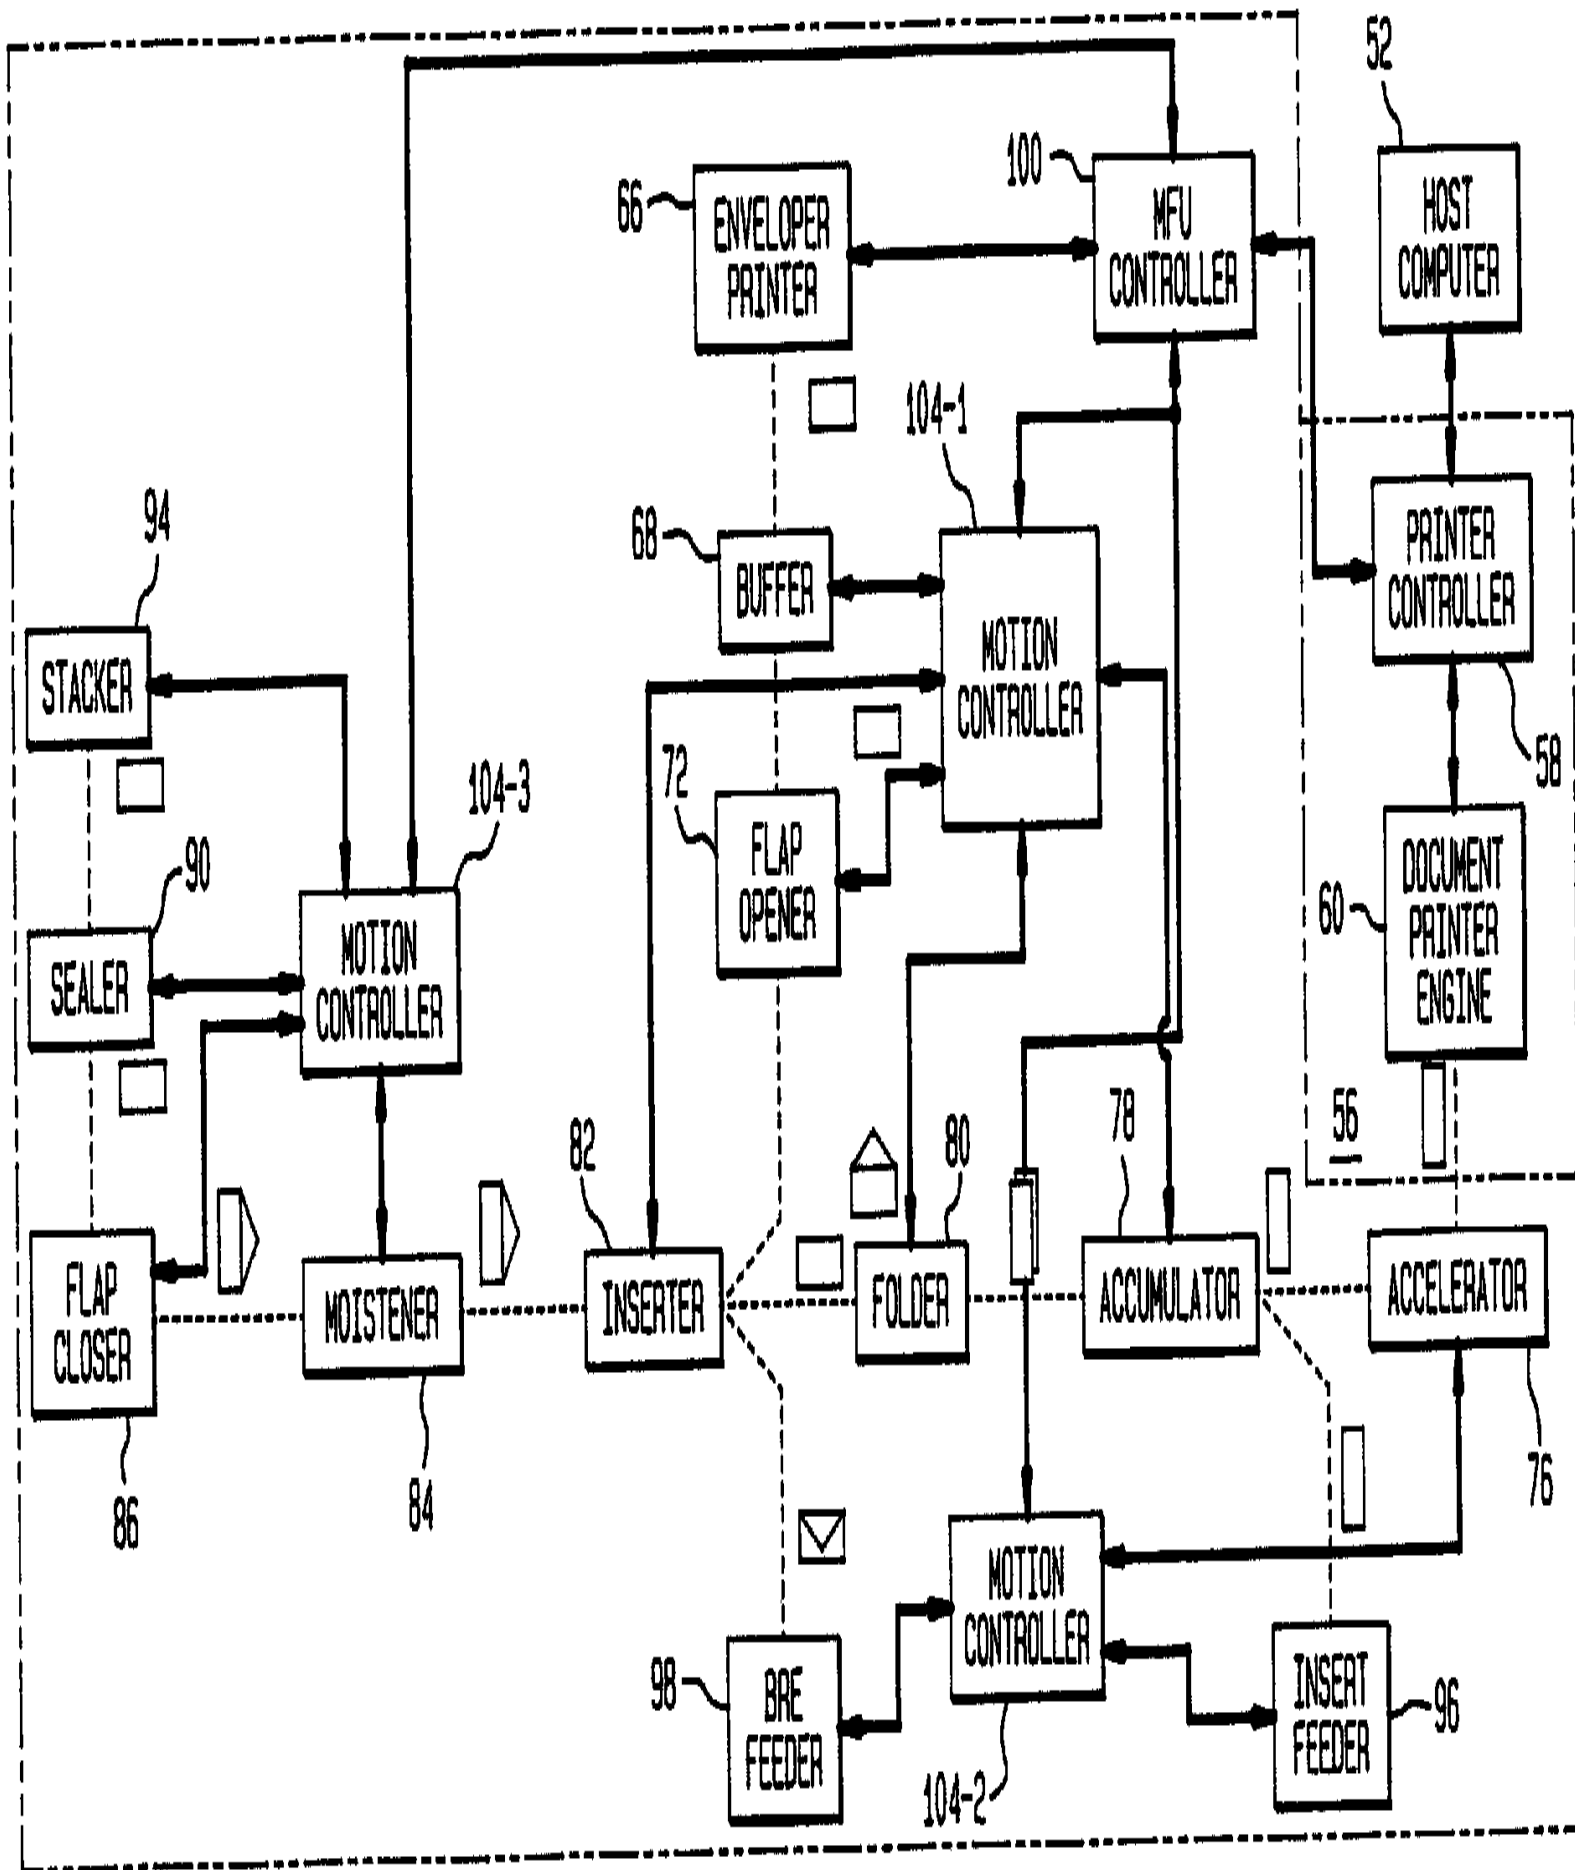 52
100
66
ENVELOPER
PRINTER
MFU
CONTROLLER
HOST
COMPUTER
104-1
94
68
BUFFER
MOTION
CONTROLLER
PRINTER
CONTROLLER
58
STACKER
104-3
72
FLAP
OPENER
90
SEALER
MOTION
CONTROLLER
60
DOCUMENT
PRINTER
ENGINE
82
80
78
56
FLAP
CLOSER
MOISTENER
INSERTER
FOLDER
ACCUMULATOR
ACCELERATOR
86
84
76
MOTION
CONTROLLER
98
BRE
FEEDER
INSERT
FEEDER
96
104-2